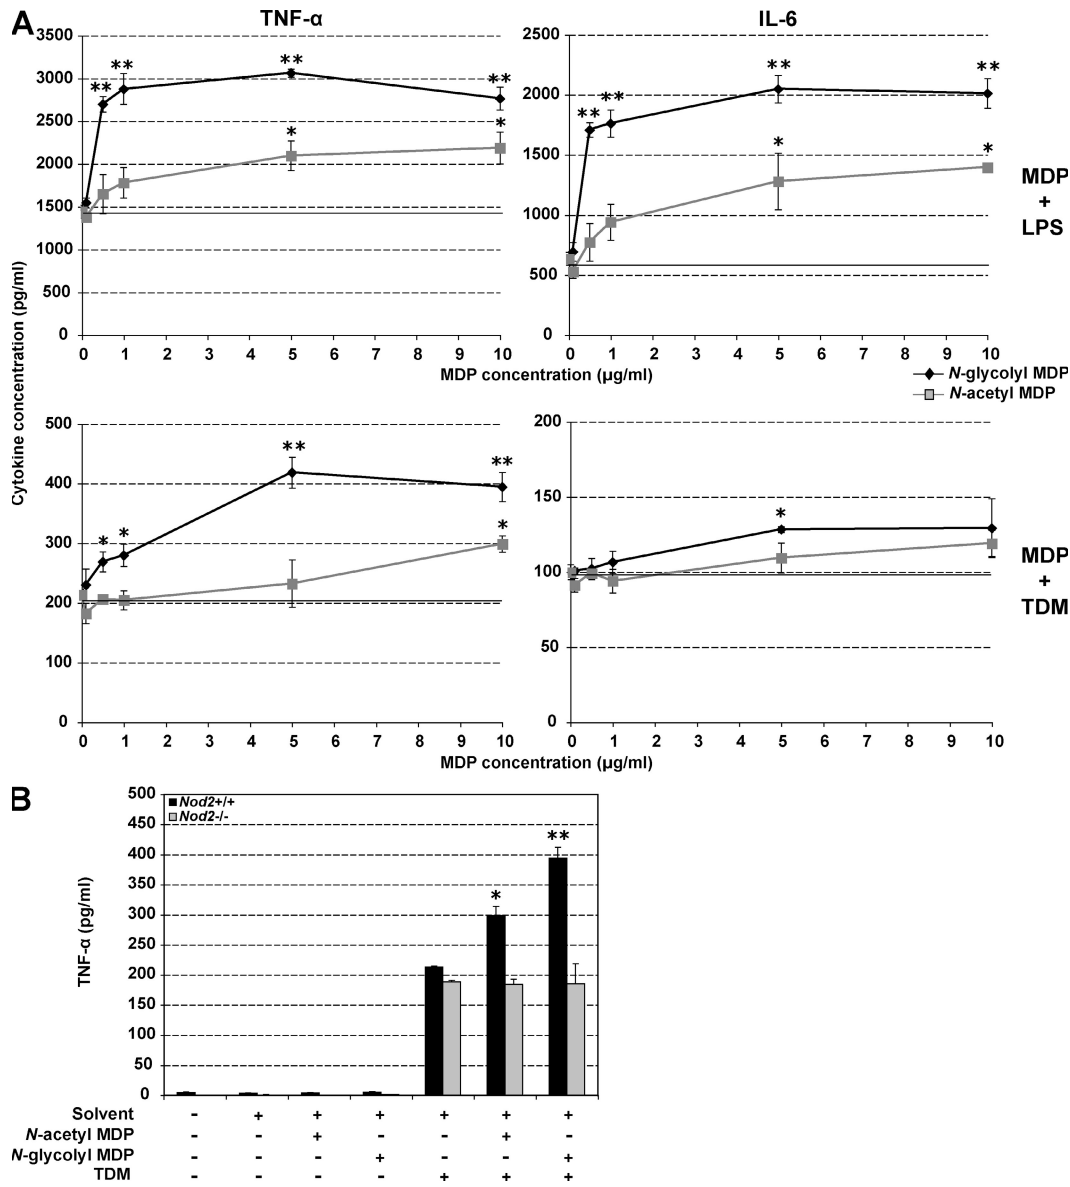 A
TNF-α
IL-6
Cytokine concentration (pg/ml)
3500
3000
2500
2000
1500
1000
500
0
** ** ** **
* *
0 1 2 3 4 5 6 7 8 9 10
MDP concentration (µg/ml)
2500
2000
1500
1000
500
0
** ** ** **
* *
0 1 2 3 4 5 6 7 8 9 10
MDP concentration (µg/ml)
MDP
+
LPS
N-glycolyl MDP
N-acetyl MDP
500
400
300
200
100
0
* * ** **
*
0 1 2 3 4 5 6 7 8 9 10
MDP concentration (µg/ml)
200
150
100
50
0
*
0 1 2 3 4 5 6 7 8 9 10
MDP concentration (µg/ml)
MDP
+
TDM
B
TNF-α (pg/ml)
500
450
400
350
300
250
200
150
100
50
0
Nod2+/+
Nod2-/-
* **
Solvent - + + + + + +
N-acetyl MDP - - + - - + -
N-glycolyl MDP - - - + - - +
TDM - - - - + + +